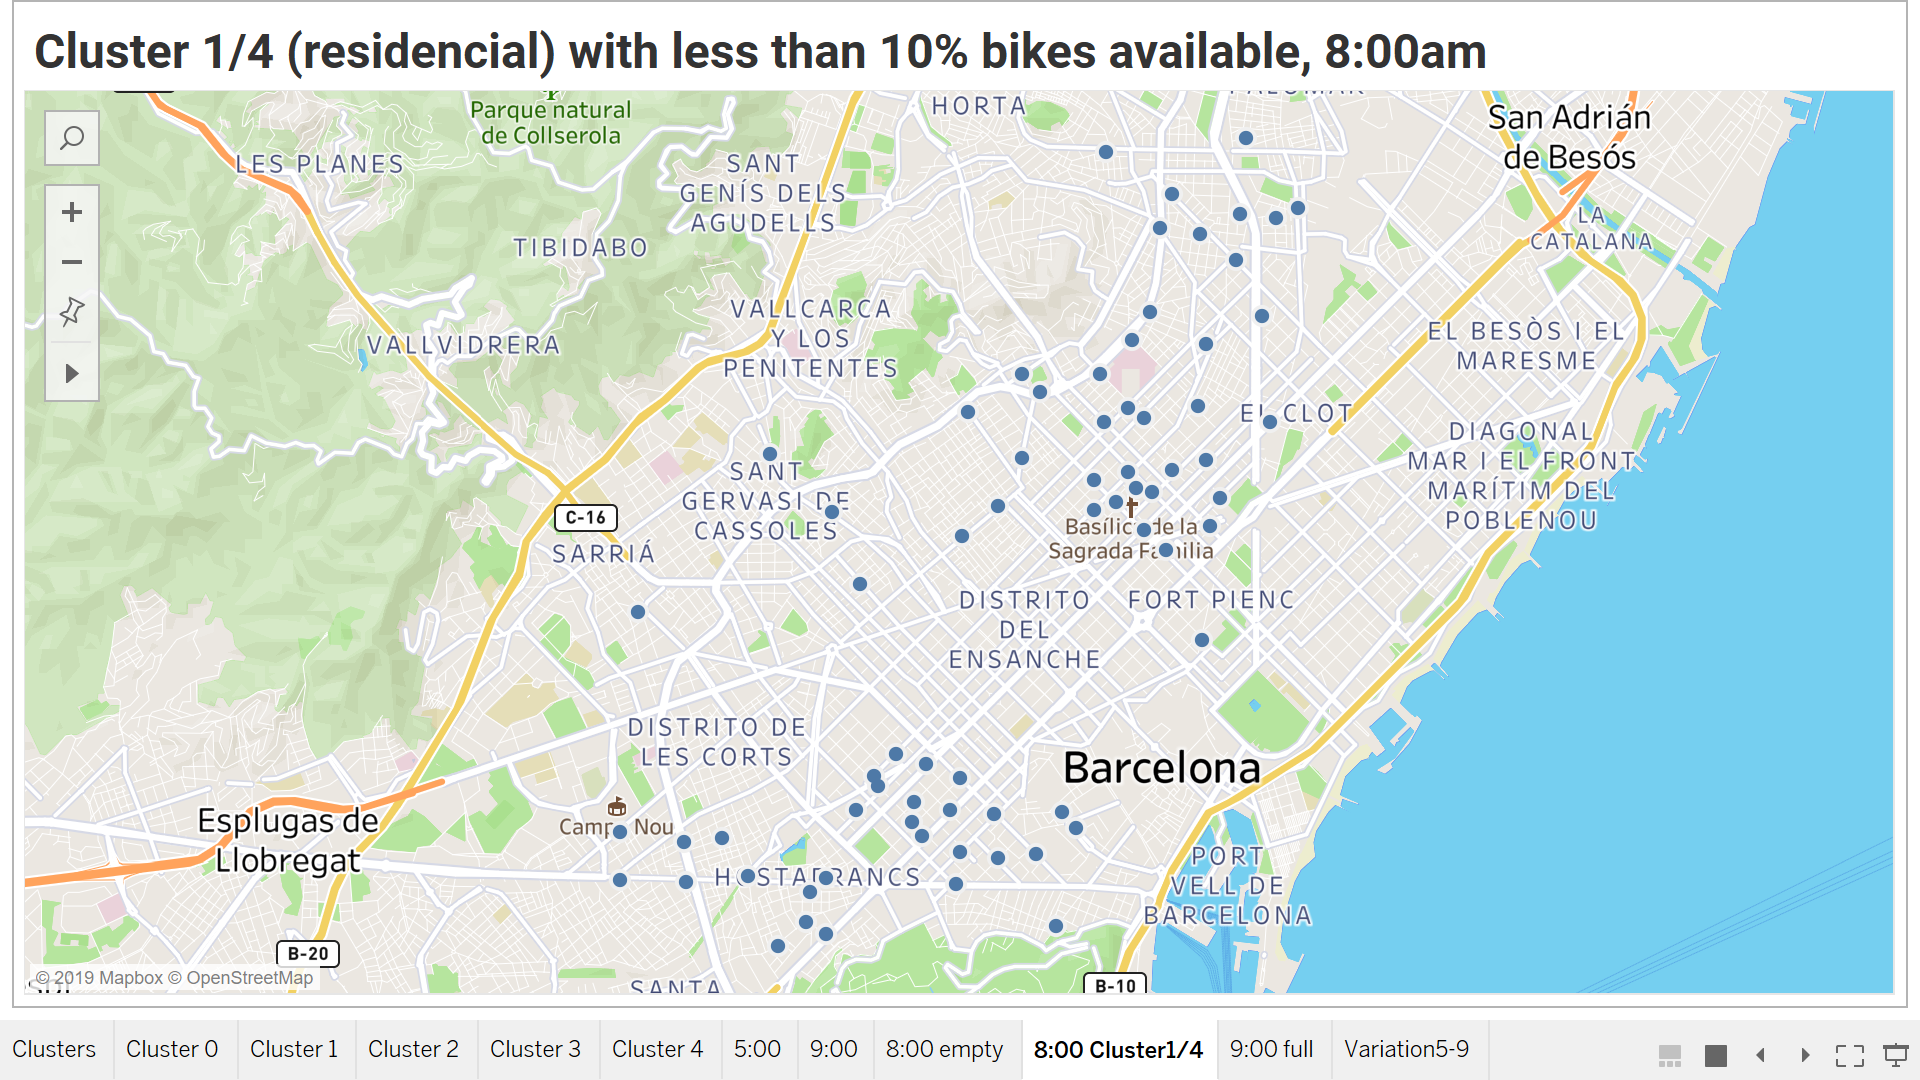 Cluster 1/4 (residencial) with less than 10% bikes available, 8:00am
Parque natural
de Collserola
HORTA
San Adrián
de Besós
LES PLANES
SANT
GENÍS DELS
AGUDELLS
TIBIDABO
LA
CATALANA
VALLCARCA
Y LOS
PENITENTES
VALLVIDRERA
EL BESÒS I EL
MARESME
EL CLOT
DIAGONAL
MAR I EL FRONT
MARÍTIM DEL
POBLENOU
SANT
GERVASI DE
CASSOLES
C-16
SARRIÁ
Basílica de la
Sagrada Familia
DISTRITO
DEL
ENSANCHE
FORT PIENC
DISTRITO DE
LES CORTS
Barcelona
Esplugas de
Llobregat
Camp Nou
HOSTAFRANCS
PORT
VELL DE
BARCELONA
B-20
© 2019 Mapbox © OpenStreetMap
SANTA
B-10
Clusters Cluster 0 Cluster 1 Cluster 2 Cluster 3 Cluster 4 5:00 9:00 8:00 empty 8:00 Cluster1/4 9:00 full Variation5-9